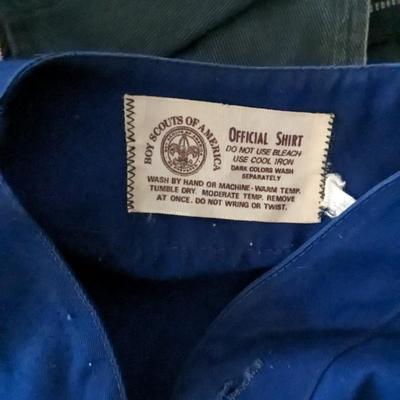 BOY SCOUTS OF AMERICA
OFFICIAL SHIRT
DO NOT USE BLEACH
USE COOL IRON
DARK COLORS WASH
SEPARATELY
WASH BY HAND OR MACHINE-WARM TEMP.
TUMBLE DRY. MODERATE TEMP. REMOVE
AT ONCE. DO NOT WRING OR TWIST.